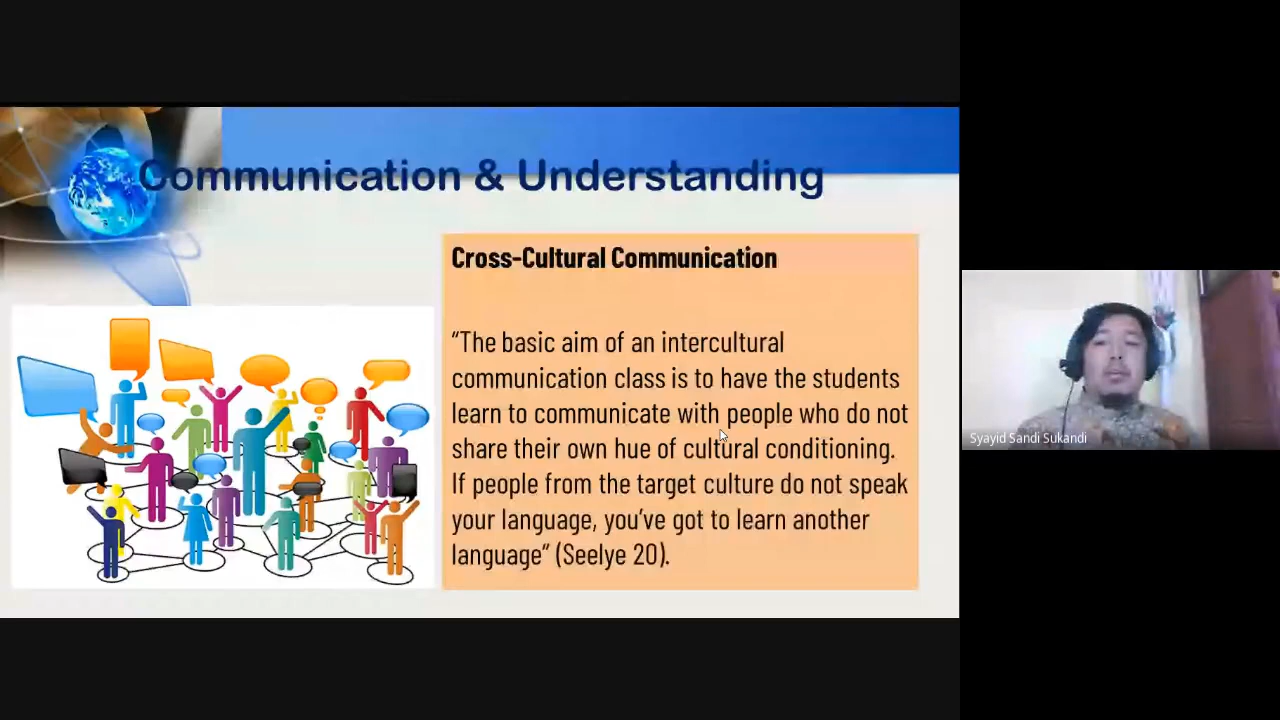 Communication & Understanding
Cross-Cultural Communication
“The basic aim of an intercultural
communication class is to have the students
learn to communicate with people who do not
share their own hue of cultural conditioning.
If people from the target culture do not speak
your language, you’ve got to learn another
language” (Seelye 20).
Syayid Sandi Sukandi